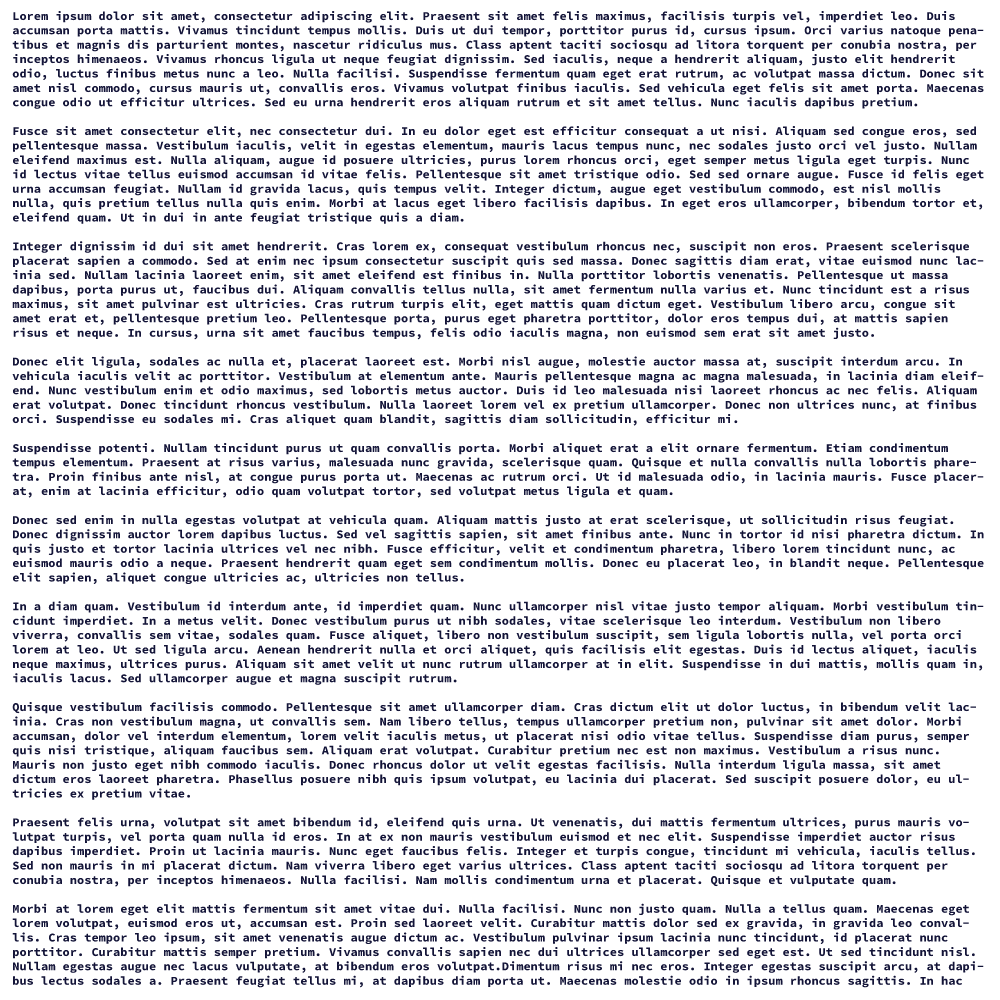 Lorem ipsum dolor sit amet, consectetur adipiscing elit. Praesent sit amet felis maximus, facilisis turpis vel, imperdiet leo. Duis
accumsan porta mattis. Vivamus tincidunt tempus mollis. Duis ut dui tempor, porttitor purus id, cursus ipsum. Orci varius natoque pena-
tibus et magnis dis parturient montes, nascetur ridiculus mus. Class aptent taciti sociosqu ad litora torquent per conubia nostra, per
inceptos himenaeos. Vivamus rhoncus ligula ut neque feugiat dignissim. Sed iaculis, neque a hendrerit aliquam, justo elit hendrerit
odio, luctus finibus metus nunc a leo. Nulla facilisi. Suspendisse fermentum quam eget erat rutrum, ac volutpat massa dictum. Donec sit
amet nisl commodo, cursus mauris ut, convallis eros. Vivamus volutpat finibus iaculis. Sed vehicula eget felis sit amet porta. Maecenas
congue odio ut efficitur ultrices. Sed eu urna hendrerit eros aliquam rutrum et sit amet tellus. Nunc iaculis dapibus pretium.

Fusce sit amet consectetur elit, nec consectetur dui. In eu dolor eget est efficitur consequat a ut nisi. Aliquam sed congue eros, sed
pellentesque massa. Vestibulum iaculis, velit in egestas elementum, mauris lacus tempus nunc, nec sodales justo orci vel justo. Nullam
eleifend maximus est. Nulla aliquam, augue id posuere ultricies, purus lorem rhoncus orci, eget semper metus ligula eget turpis. Nunc
id lectus vitae tellus euismod accumsan id vitae felis. Pellentesque sit amet tristique odio. Sed sed ornare augue. Fusce id felis eget
urna accumsan feugiat. Nullam id gravida lacus, quis tempus velit. Integer dictum, augue eget vestibulum commodo, est nisl mollis
nulla, quis pretium tellus nulla quis enim. Morbi at lacus eget libero facilisis dapibus. In eget eros ullamcorper, bibendum tortor et,
eleifend quam. Ut in dui in ante feugiat tristique quis a diam.

Integer dignissim id dui sit amet hendrerit. Cras lorem ex, consequat vestibulum rhoncus nec, suscipit non eros. Praesent scelerisque
placerat sapien a commodo. Sed at enim nec ipsum consectetur suscipit quis sed massa. Donec sagittis diam erat, vitae euismod nunc lac-
inia sed. Nullam lacinia laoreet enim, sit amet eleifend est finibus in. Nulla porttitor lobortis venenatis. Pellentesque ut massa
dapibus, porta purus ut, faucibus dui. Aliquam convallis tellus nulla, sit amet fermentum nulla varius et. Nunc tincidunt est a risus
maximus, sit amet pulvinar est ultricies. Cras rutrum turpis elit, eget mattis quam dictum eget. Vestibulum libero arcu, congue sit
amet erat et, pellentesque pretium leo. Pellentesque porta, purus eget pharetra porttitor, dolor eros tempus dui, at mattis sapien
risus et neque. In cursus, urna sit amet faucibus tempus, felis odio iaculis magna, non euismod sem erat sit amet justo.

Donec elit ligula, sodales ac nulla et, placerat laoreet est. Morbi nisl augue, molestie auctor massa at, suscipit interdum arcu. In
vehicula iaculis velit ac porttitor. Vestibulum at elementum ante. Mauris pellentesque magna ac magna malesuada, in lacinia diam eleif-
end. Nunc vestibulum enim et odio maximus, sed lobortis metus auctor. Duis id leo malesuada nisi laoreet rhoncus ac nec felis. Aliquam
erat volutpat. Donec tincidunt rhoncus vestibulum. Nulla laoreet lorem vel ex pretium ullamcorper. Donec non ultrices nunc, at finibus
orci. Suspendisse eu sodales mi. Cras aliquet quam blandit, sagittis diam sollicitudin, efficitur mi.

Suspendisse potenti. Nullam tincidunt purus ut quam convallis porta. Morbi aliquet erat a elit ornare fermentum. Etiam condimentum
tempus elementum. Praesent at risus varius, malesuada nunc gravida, scelerisque quam. Quisque et nulla convallis nulla lobortis phare-
tra. Proin finibus ante nisl, at congue purus porta ut. Maecenas ac rutrum orci. Ut id malesuada odio, in lacinia mauris. Fusce placer-
at, enim at lacinia efficitur, odio quam volutpat tortor, sed volutpat metus ligula et quam.

Donec sed enim in nulla egestas volutpat at vehicula quam. Aliquam mattis justo at erat scelerisque, ut sollicitudin risus feugiat.
Donec dignissim auctor lorem dapibus luctus. Sed vel sagittis sapien, sit amet finibus ante. Nunc in tortor id nisi pharetra dictum. In
quis justo et tortor lacinia ultrices vel nec nibh. Fusce efficitur, velit et condimentum pharetra, libero lorem tincidunt nunc, ac
euismod mauris odio a neque. Praesent hendrerit quam eget sem condimentum mollis. Donec eu placerat leo, in blandit neque. Pellentesque
elit sapien, aliquet congue ultricies ac, ultricies non tellus.

In a diam quam. Vestibulum id interdum ante, id imperdiet quam. Nunc ullamcorper nisl vitae justo tempor aliquam. Morbi vestibulum tin-
cidunt imperdiet. In a metus velit. Donec vestibulum purus ut nibh sodales, vitae scelerisque leo interdum. Vestibulum non libero
viverra, convallis sem vitae, sodales quam. Fusce aliquet, libero non vestibulum suscipit, sem ligula lobortis nulla, vel porta orci
lorem at leo. Ut sed ligula arcu. Aenean hendrerit nulla et orci aliquet, quis facilisis elit egestas. Duis id lectus aliquet, iaculis
neque maximus, ultrices purus. Aliquam sit amet velit ut nunc rutrum ullamcorper at in elit. Suspendisse in dui mattis, mollis quam in,
iaculis lacus. Sed ullamcorper augue et magna suscipit rutrum.

Quisque vestibulum facilisis commodo. Pellentesque sit amet ullamcorper diam. Cras dictum elit ut dolor luctus, in bibendum velit lac-
inia. Cras non vestibulum magna, ut convallis sem. Nam libero tellus, tempus ullamcorper pretium non, pulvinar sit amet dolor. Morbi
accumsan, dolor vel interdum elementum, lorem velit iaculis metus, ut placerat nisi odio vitae tellus. Suspendisse diam purus, semper
quis nisi tristique, aliquam faucibus sem. Aliquam erat volutpat. Curabitur pretium nec est non maximus. Vestibulum a risus nunc.
Mauris non justo eget nibh commodo iaculis. Donec rhoncus dolor ut velit egestas facilisis. Nulla interdum ligula massa, sit amet
dictum eros laoreet pharetra. Phasellus posuere nibh quis ipsum volutpat, eu lacinia dui placerat. Sed suscipit posuere dolor, eu ul-
tricies ex pretium vitae.

Praesent felis urna, volutpat sit amet bibendum id, eleifend quis urna. Ut venenatis, dui mattis fermentum ultrices, purus mauris vo-
lutpat turpis, vel porta quam nulla id eros. In at ex non mauris vestibulum euismod et nec elit. Suspendisse imperdiet auctor risus
dapibus imperdiet. Proin ut lacinia mauris. Nunc eget faucibus felis. Integer et turpis congue, tincidunt mi vehicula, iaculis tellus.
Sed non mauris in mi placerat dictum. Nam viverra libero eget varius ultrices. Class aptent taciti sociosqu ad litora torquent per
conubia nostra, per inceptos himenaeos. Nulla facilisi. Nam mollis condimentum urna et placerat. Quisque et vulputate quam.

Morbi at lorem eget elit mattis fermentum sit amet vitae dui. Nulla facilisi. Nunc non justo quam. Nulla a tellus quam. Maecenas eget
lorem volutpat, euismod eros ut, accumsan est. Proin sed laoreet velit. Curabitur mattis dolor sed ex gravida, in gravida leo conval-
lis. Cras tempor leo ipsum, sit amet venenatis augue dictum ac. Vestibulum pulvinar ipsum lacinia nunc tincidunt, id placerat nunc
porttitor. Curabitur mattis semper pretium. Vivamus convallis sapien nec dui ultrices ullamcorper sed eget est. Ut sed tincidunt nisl.
Nullam egestas augue nec lacus vulputate, at bibendum eros volutpat.Dimentum risus mi nec eros. Integer egestas suscipit arcu, at dapi-
bus lectus sodales a. Praesent feugiat tellus mi, at dapibus diam porta ut. Maecenas molestie odio in ipsum rhoncus sagittis. In hac